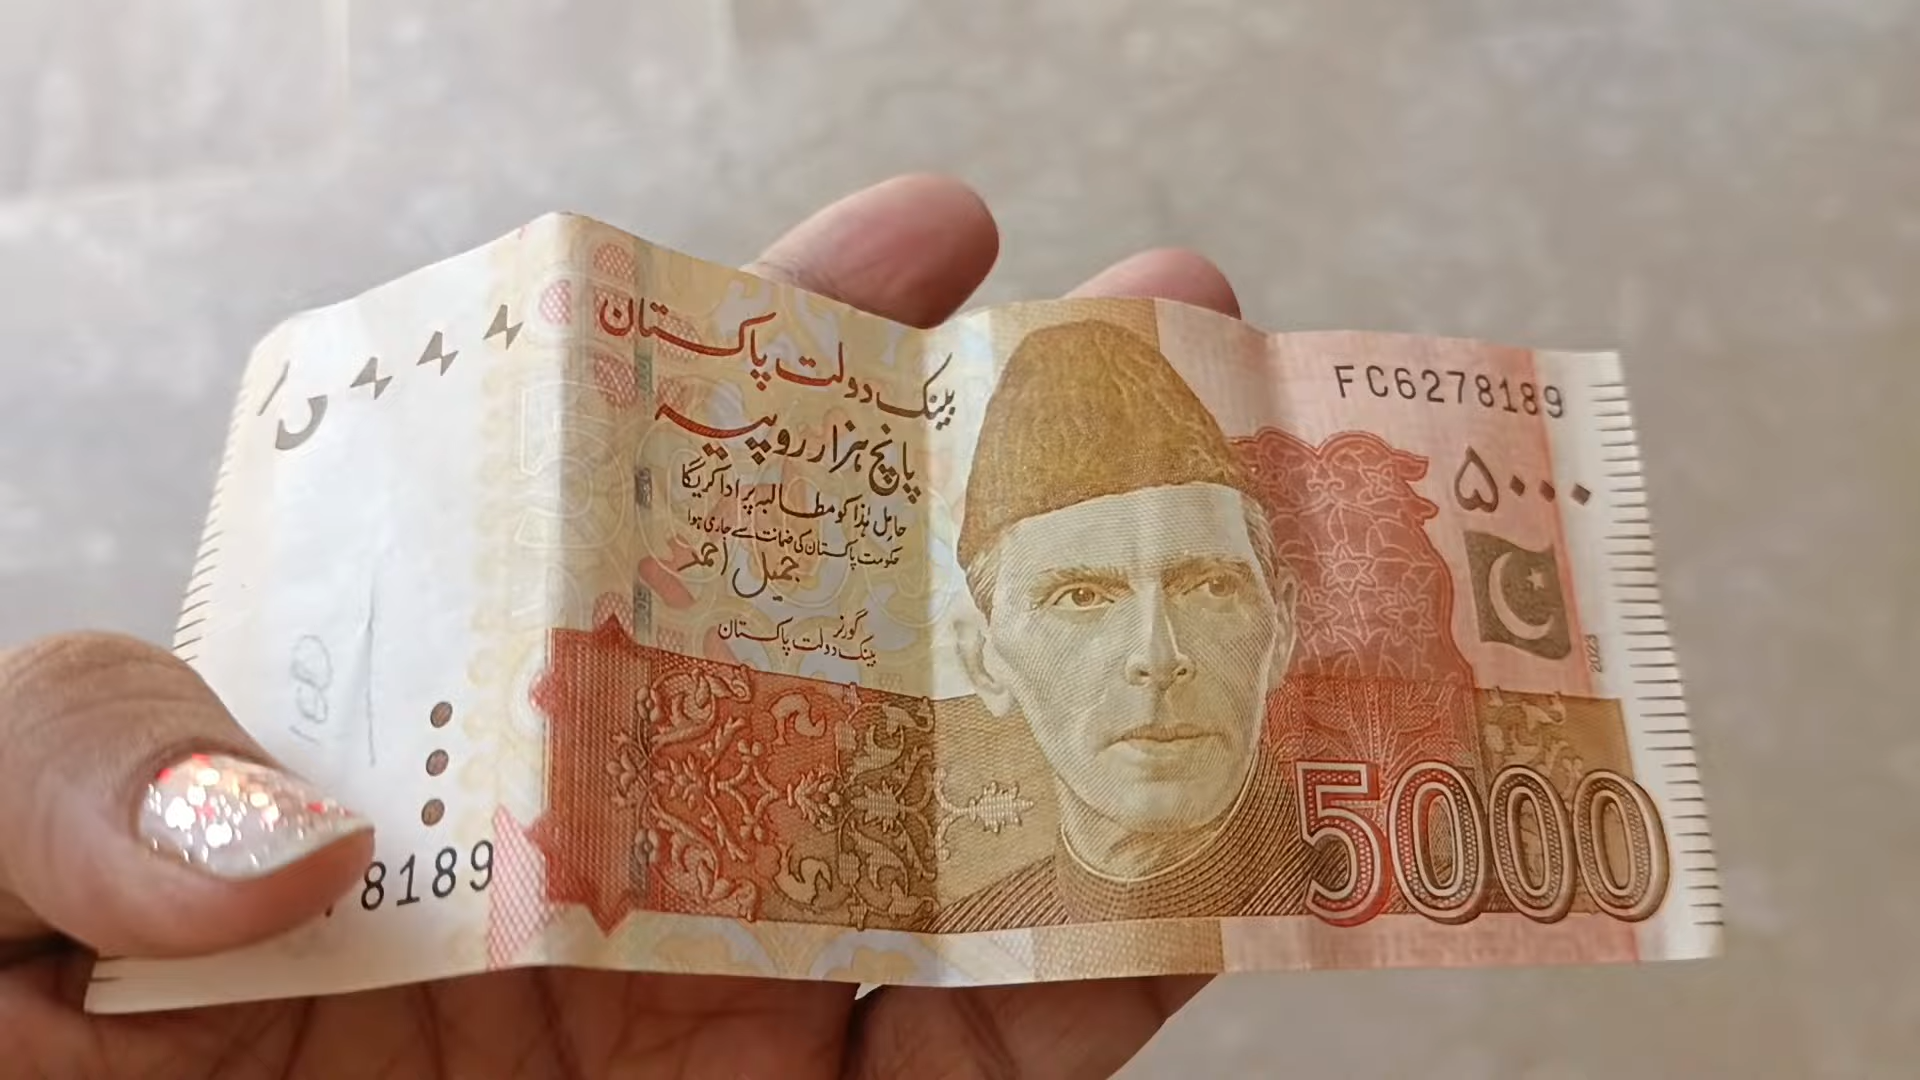 بینک دولت پاکستان
پانچ ہزار روپیہ
حامل ہٰذا کو مطالبہ پر ادا کریگا
حکومت پاکستان کی ضمانت سے جاری ہوا
جمیل احمد
گورنر
بینک دولت پاکستان
FC6278189
۵۰۰۰
2023
5000
8189